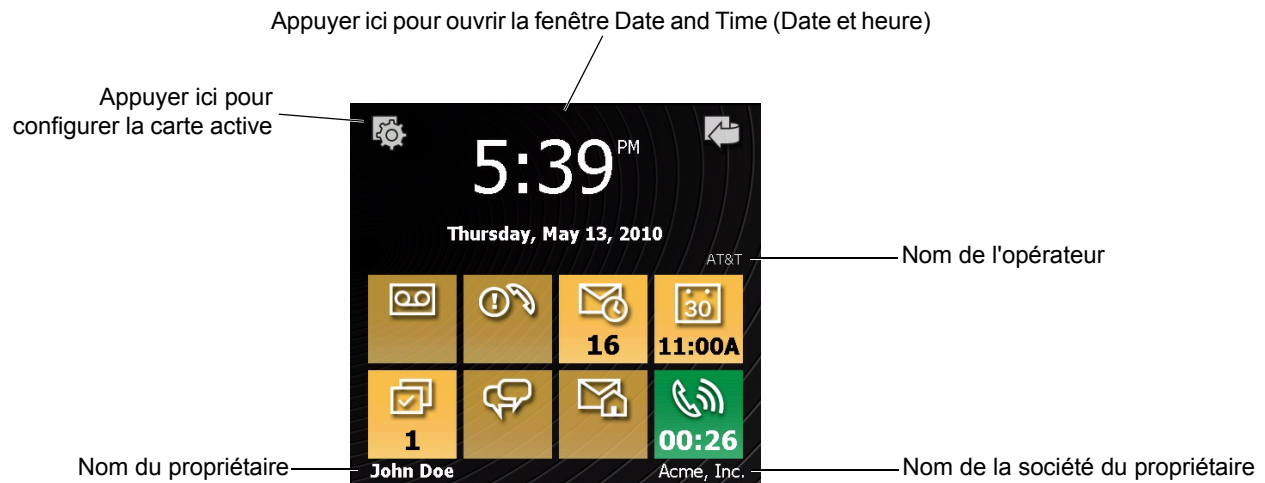 Appuyer ici pour ouvrir la fenêtre Date and Time (Date et heure)
Appuyer ici pour
configurer la carte active
5:39 PM
Thursday, May 13, 2010
AT&T
Nom de l'opérateur
30
16
11:00A
1
00:26
Nom du propriétaire
John Doe
Acme, Inc.
Nom de la société du propriétaire